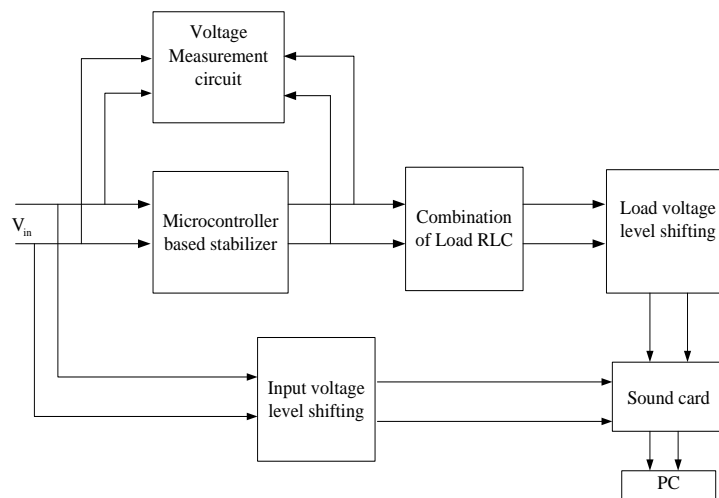 Voltage
Measurement
circuit
V_in
Microcontroller
based stabilizer
Combination
of Load RLC
Load voltage
level shifting
Input voltage
level shifting
Sound card
PC